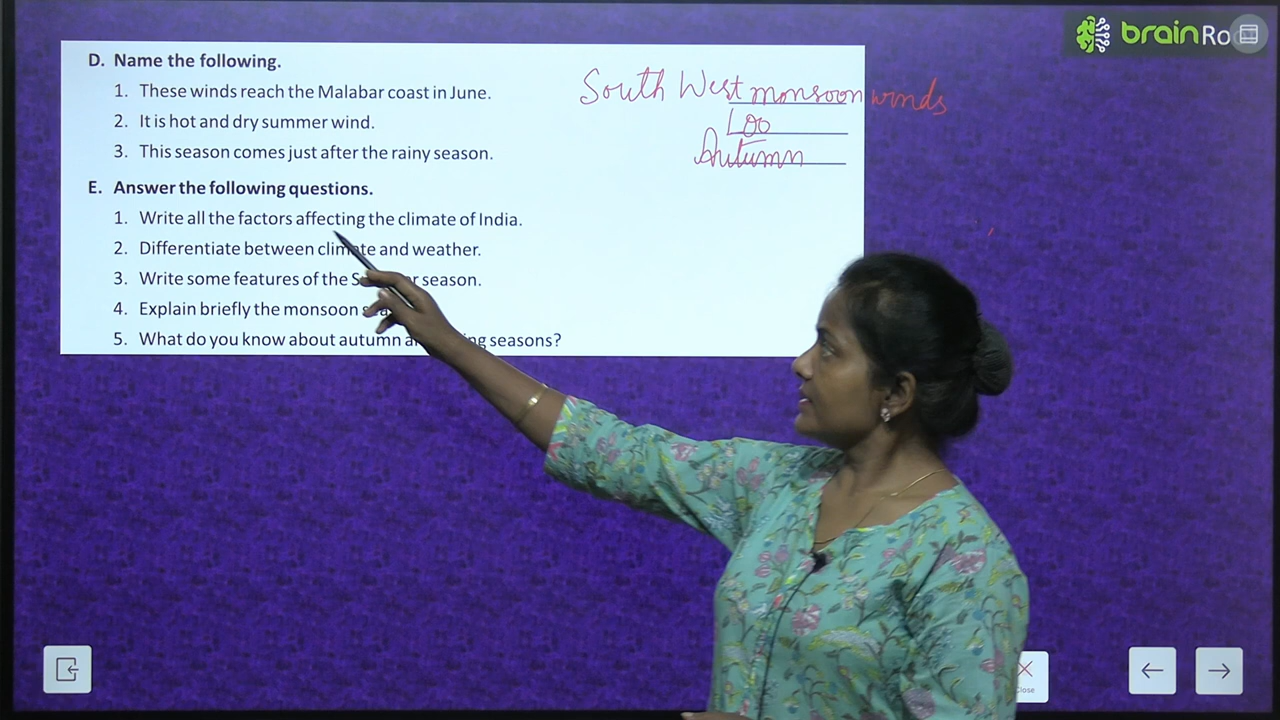 brainRo
D. Name the following.
1. These winds reach the Malabar coast in June. South West monsoon winds
2. It is hot and dry summer wind. Loo
3. This season comes just after the rainy season. Autumn
E. Answer the following questions.
1. Write all the factors affecting the climate of India.
2. Differentiate between climate and weather.
3. Write some features of the S r season.
4. Explain briefly the monsoon
5. What do you know about autumn a ng seasons?
Close